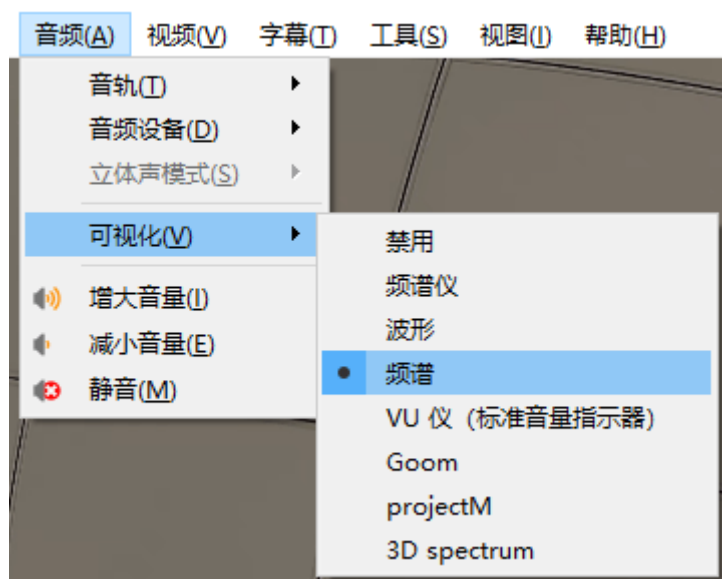 音频(A) 视频(V) 字幕(T) 工具(S) 视图(I) 帮助(H)
音轨(T)
音频设备(D)
立体声模式(S)
可视化(V)
增大音量(I)
减小音量(E)
静音(M)
禁用
频谱仪
波形
频谱
VU 仪（标准音量指示器)
Goom
projectM
3D spectrum